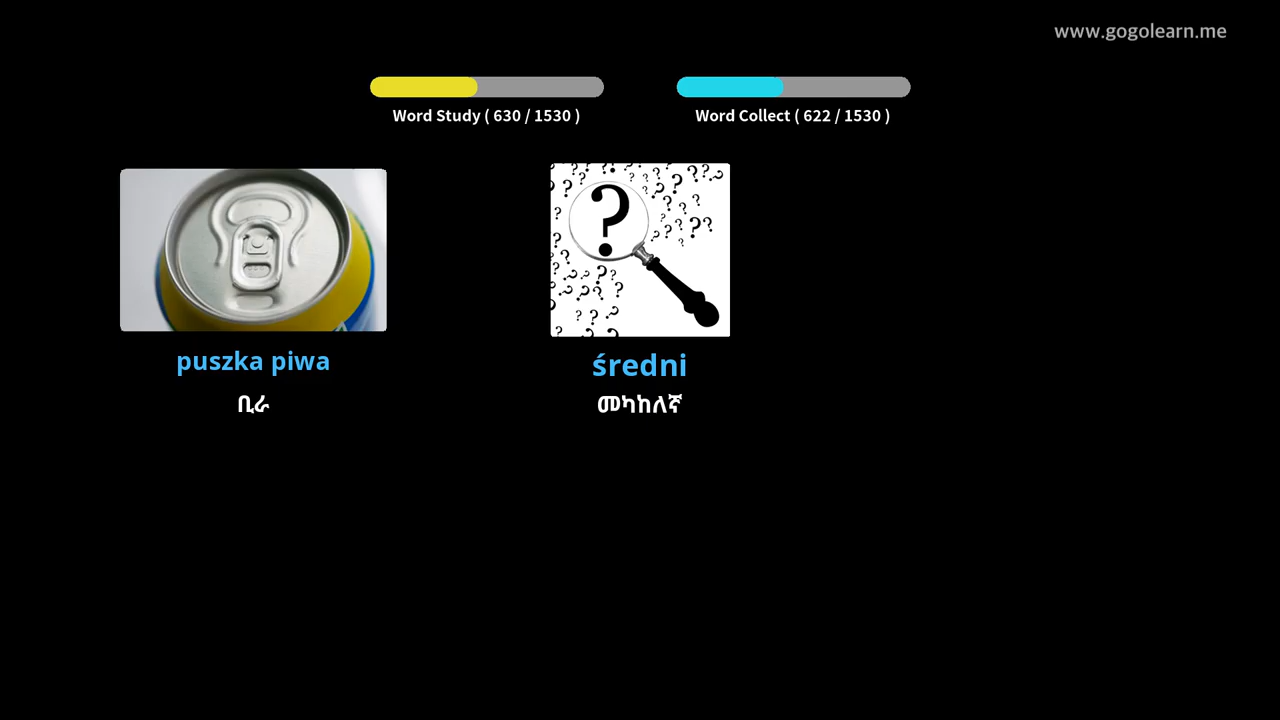 www.gogolearn.me
Word Study ( 630 / 1530 )
Word Collect ( 622 / 1530 )
puszka piwa
ቢራ
średni
መካከለኛ